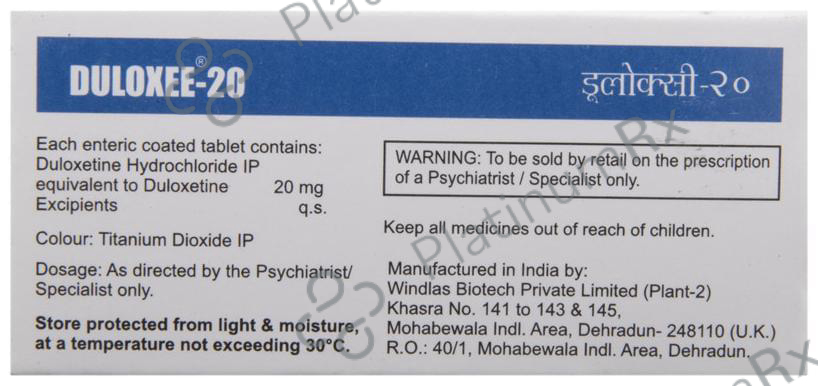 DULOXEE®-20
डूलोक्सी-२०
Each enteric coated tablet contains:
Duloxetine Hydrochloride IP
equivalent to Duloxetine 20 mg
Excipients q.s.
Colour: Titanium Dioxide IP
Dosage: As directed by the Psychiatrist/
Specialist only.
Store protected from light & moisture,
at a temperature not exceeding 30°C.
WARNING: To be sold by retail on the prescription
of a Psychiatrist / Specialist only.
Keep all medicines out of reach of children.
Manufactured in India by:
Windlas Biotech Private Limited (Plant-2)
Khasra No. 141 to 143 & 145,
Mohabewala Indl. Area, Dehradun- 248110 (U.K.)
R.O.: 40/1, Mohabewala Indl. Area, Dehradun.
PlatinumRx